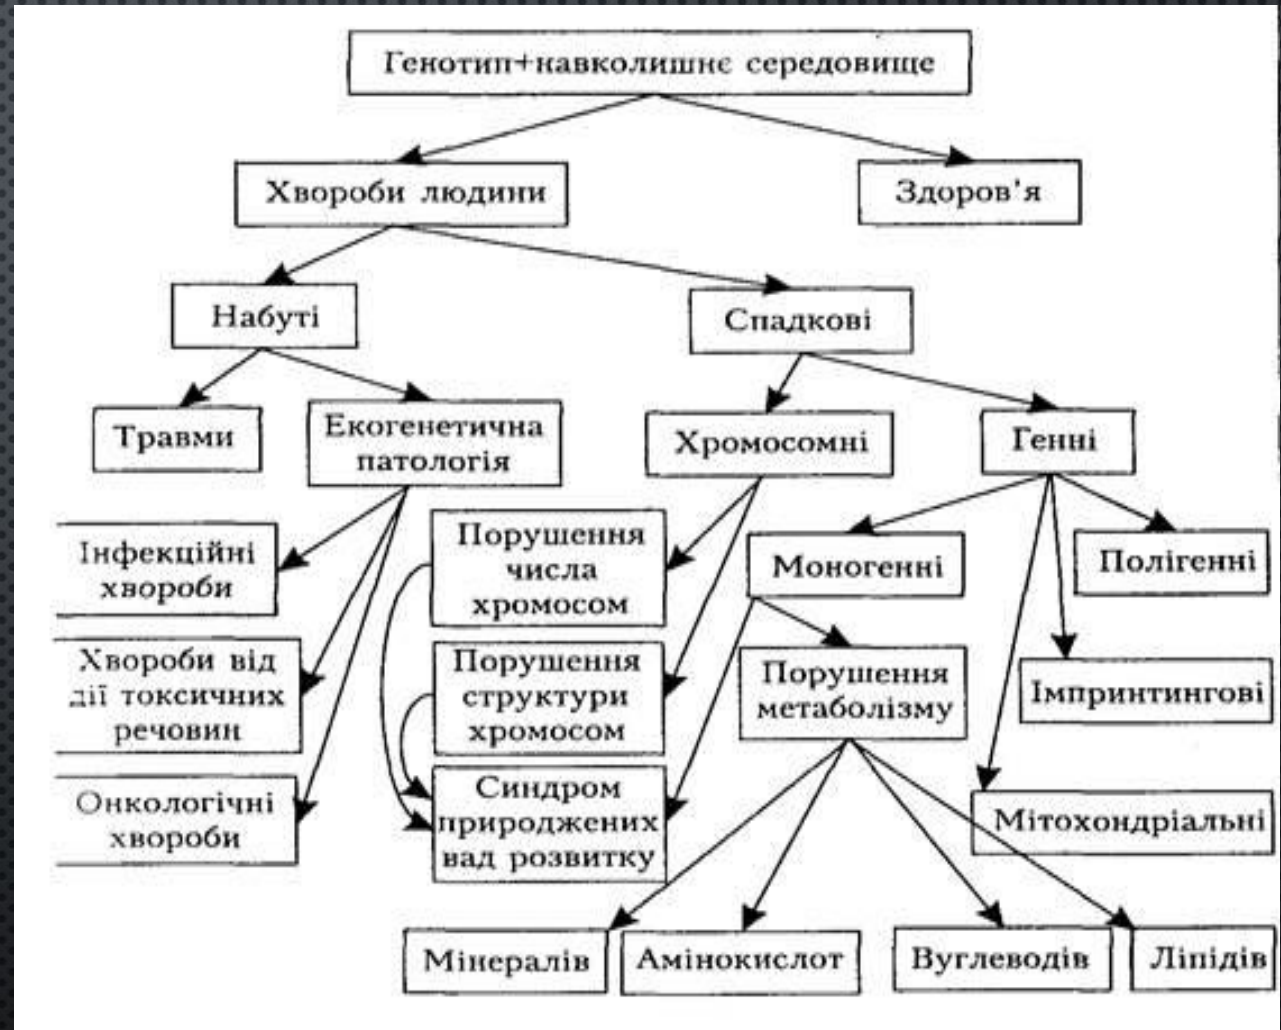 Генотип+навколишнє середовище
Хвороби людини
Здоров'я
Набуті
Спадкові
Травми
Екогенетична
патологія
Хромосомні
Генні
Інфекційні
хвороби
Порушення
числа
хромосом
Моногенні
Полігенні
Хвороби від
дії токсичних
речовин
Порушення
структури
хромосом
Порушення
метаболізму
Імпринтингові
Онкологічні
хвороби
Синдром
природжених
вад розвитку
Мітохондріальні
Мінералів
Амінокислот
Вуглеводів
Ліпідів